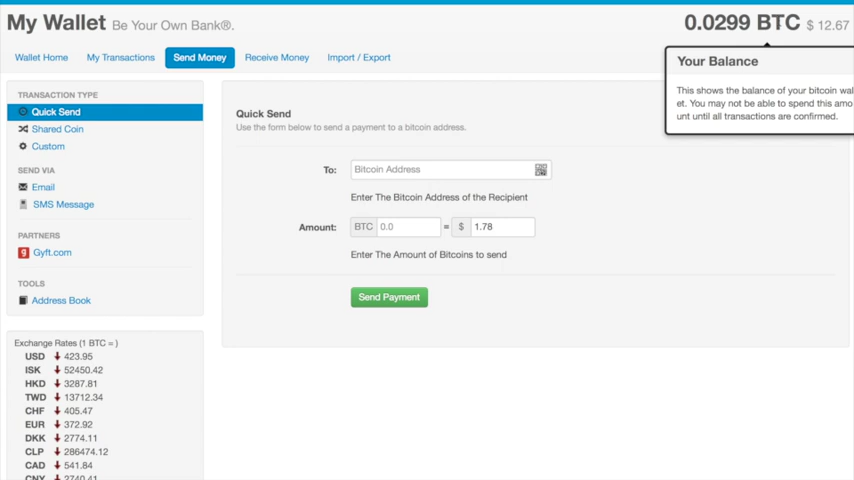 My Wallet Be Your Own Bank®.
0.0299 BTC $ 12.67
Wallet Home My Transactions Send Money Receive Money Import / Export
Your Balance
This shows the balance of your bitcoin wal
et. You may not be able to spend this amo
unt until all transactions are confirmed.
TRANSACTION TYPE
Quick Send
Shared Coin
Custom
SEND VIA
Email
SMS Message
PARTNERS
g Gyft.com
TOOLS
Address Book
Quick Send
Use the form below to send a payment to a bitcoin address.
To: Bitcoin Address
Enter The Bitcoin Address of the Recipient
Amount: BTC 0.0 = $ 1.78
Enter The Amount of Bitcoins to send
Send Payment
Exchange Rates (1 BTC = )
USD 423.95
ISK 52450.42
HKD 3287.81
TWD 13712.34
CHF 405.47
EUR 372.92
DKK 2774.11
CLP 286474.12
CAD 541.84
CNY 2740.41